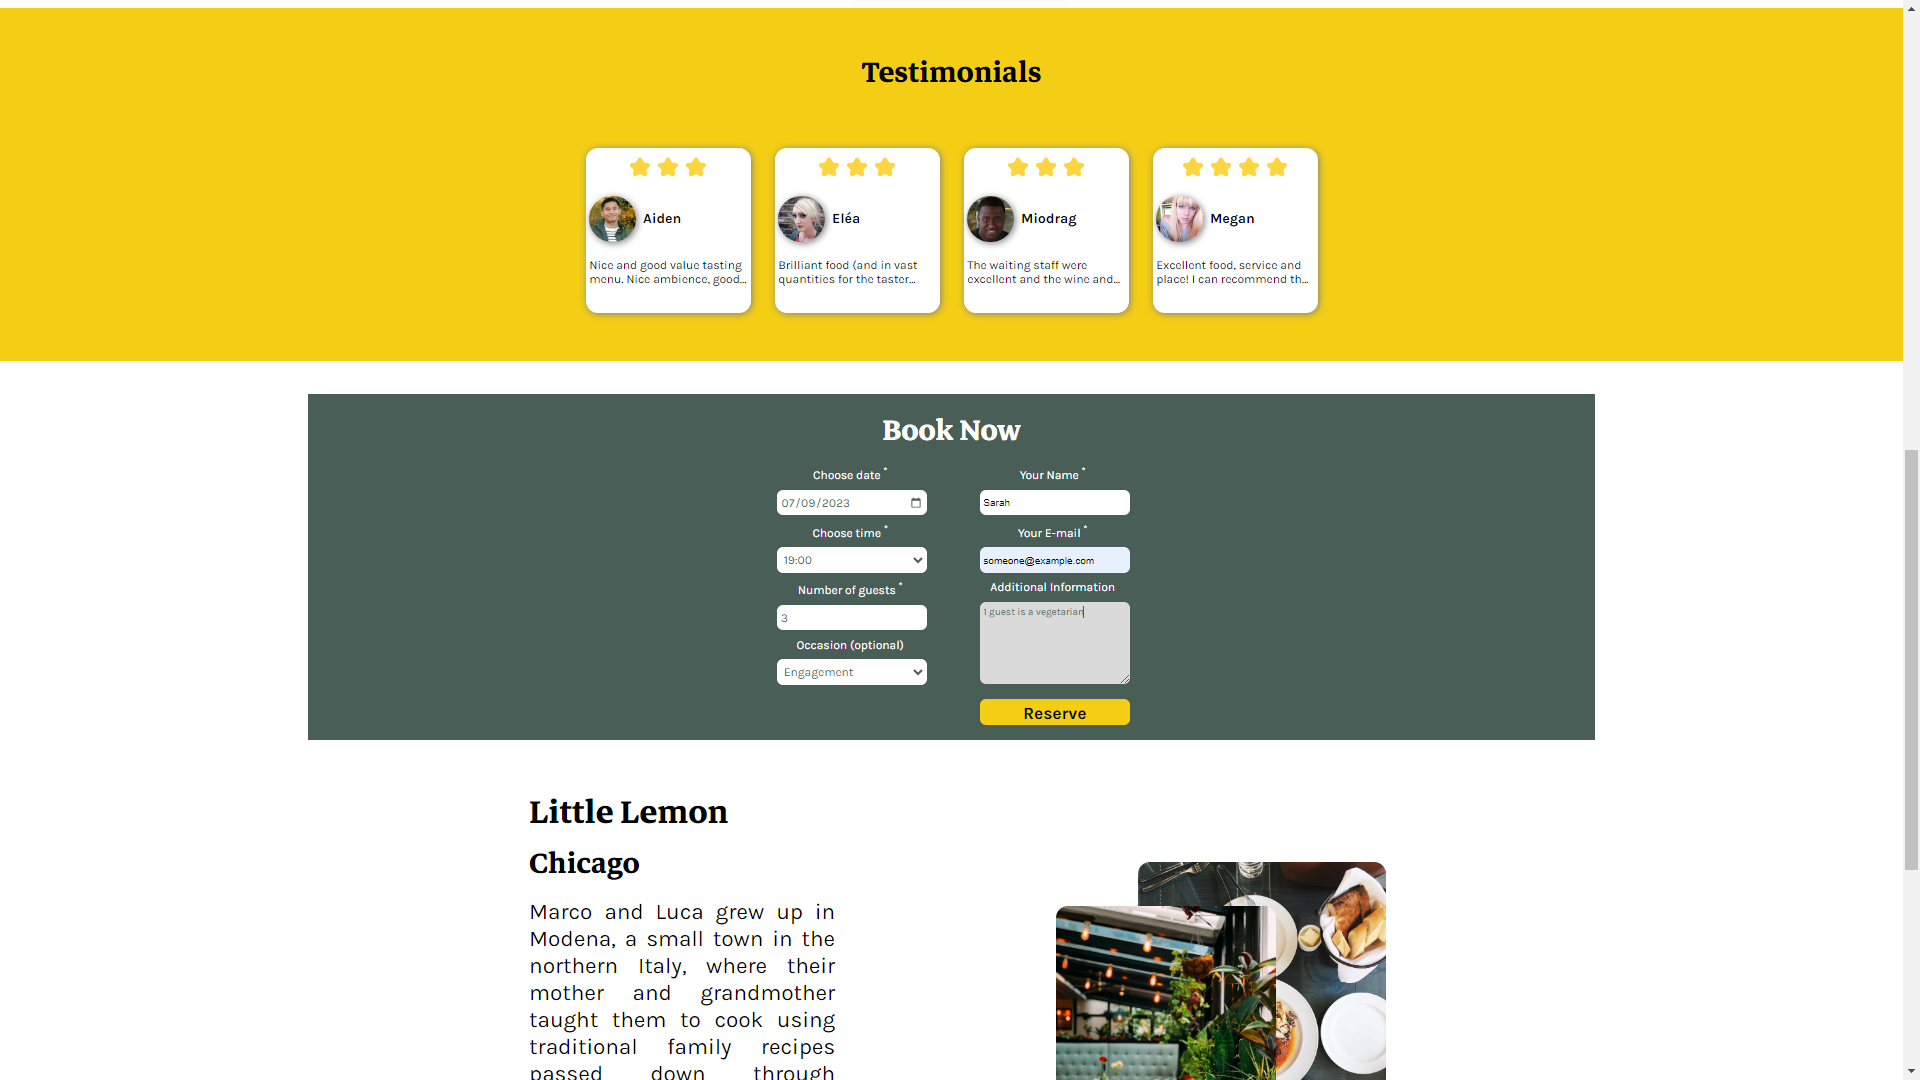 Testimonials
Aiden
Nice and good value tasting
menu. Nice ambience, good...
Eléa
Brilliant food (and in vast
quantities for the taster...
Miodrag
The waiting staff were
excellent and the wine and...
Megan
Excellent food, service and
place! I can recommend th...
Book Now
Choose date *
07/09/2023
Choose time *
19:00
Number of guests *
3
Occasion (optional)
Engagement
Your Name *
Sarah
Your E-mail *
someone@example.com
Additional Information
1 guest is a vegetarian
Reserve
Little Lemon
Chicago
Marco and Luca grew up in
Modena, a small town in the
northern Italy, where their
mother and grandmother
taught them to cook using
traditional family recipes
passed down through